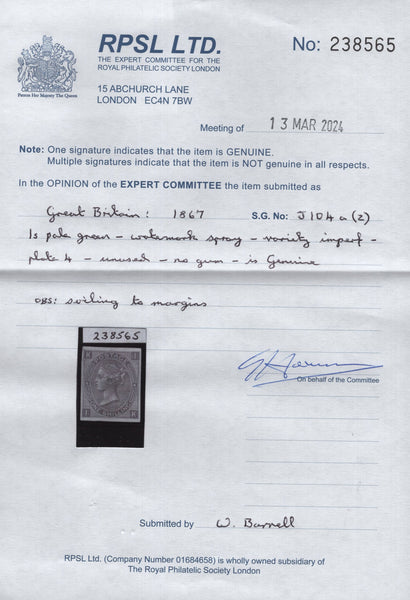 RPSL LTD.
THE EXPERT COMMITTEE FOR THE
ROYAL PHILATELIC SOCIETY LONDON
15 ABCHURCH LANE
LONDON EC4N 7BW
Patron Her Majesty The Queen
No: 238565
Meeting of 13 MAR 2024
Note: One signature indicates that the item is GENUINE.
Multiple signatures indicate that the item is NOT genuine in all respects.
In the OPINION of the EXPERT COMMITTEE the item submitted as
Great Britain: 1867 S.G. No: J104a(2)
1s pale green - watermark spray - variety imperf -
plate 4 - unused - no gum - is Genuine
OBS: soiling to margins
238565
K I
I K
On behalf of the Committee
Submitted by W. Barnell
RPSL Ltd. (Company Number 01684658) is wholly owned subsidiary of
The Royal Philatelic Society London